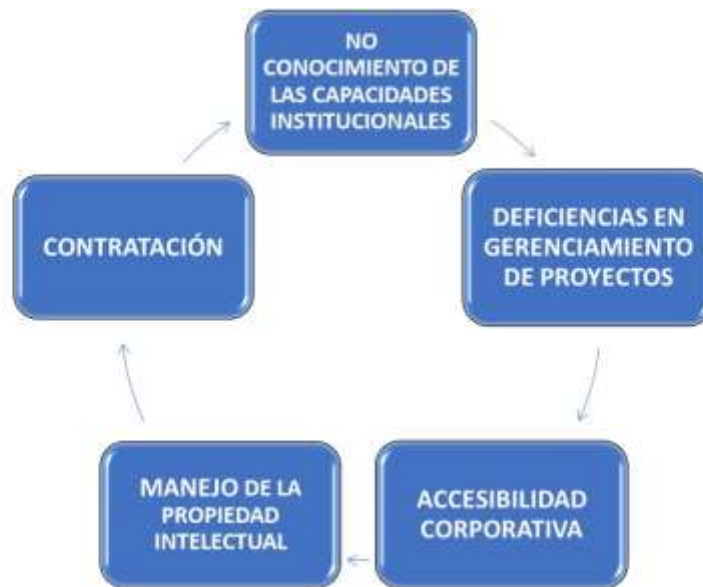 NO
CONOCIMIENTO DE
LAS CAPACIDADES
INSTITUCIONALES
DEFICIENCIAS EN
GERENCIAMIENTO
DE PROYECTOS
ACCESIBILIDAD
CORPORATIVA
MANEJO DE LA
PROPIEDAD
INTELECTUAL
CONTRATACIÓN